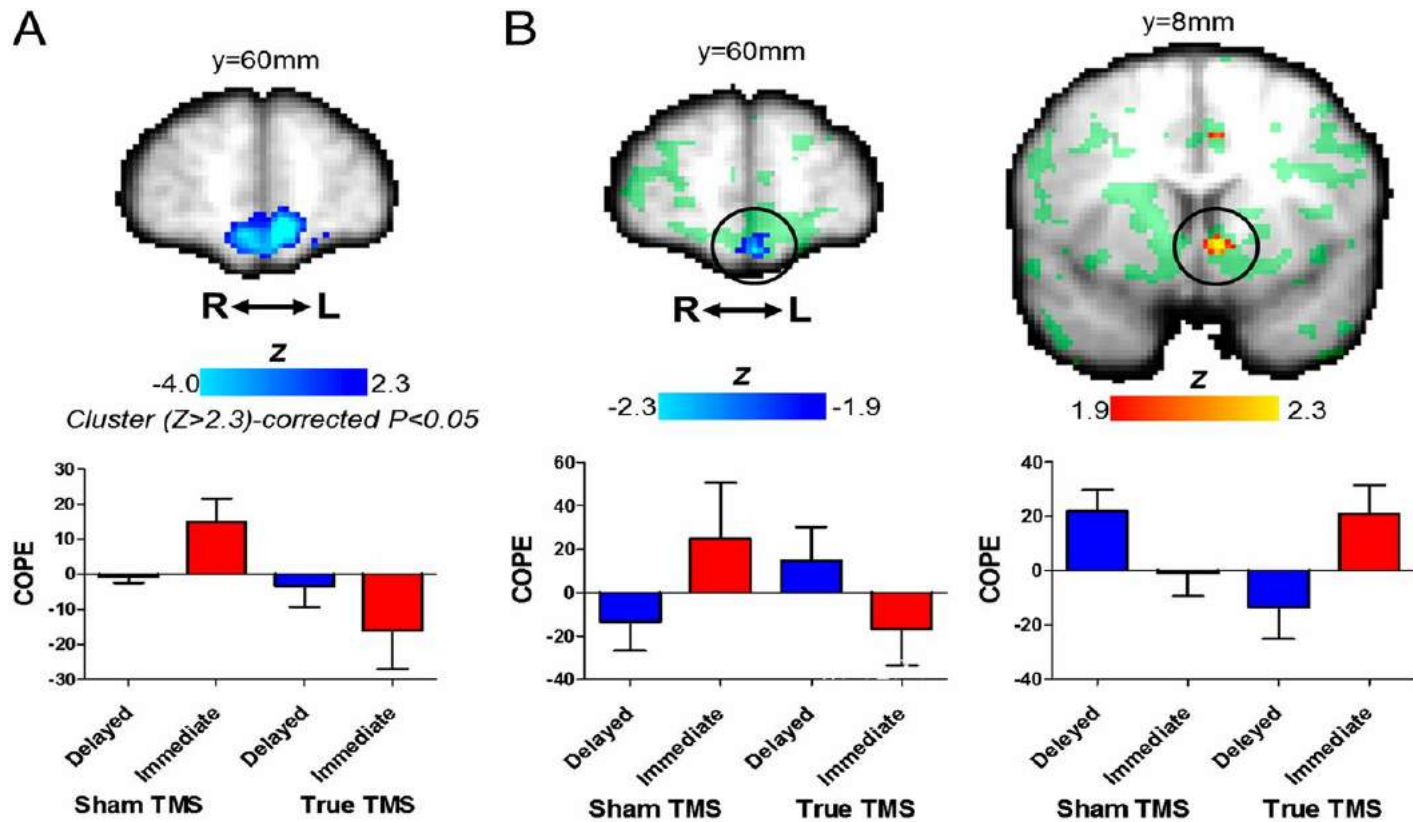 A
y=60mm
R L
z
-4.0 2.3
Cluster (Z>2.3)-corrected P<0.05
COPE
30
20
10
0
-10
-20
-30
Delayed
Immediate
Delayed
Immediate
Sham TMS True TMS
B
y=60mm
R L
z
-2.3 -1.9
COPE
60
40
20
0
-20
-40
Delayed
Immediate
Delayed
Immediate
Sham TMS True TMS
y=8mm
z
1.9 2.3
COPE
40
20
0
-20
-40
Deleyed
Immediate
Deleyed
Immediate
Sham TMS True TMS